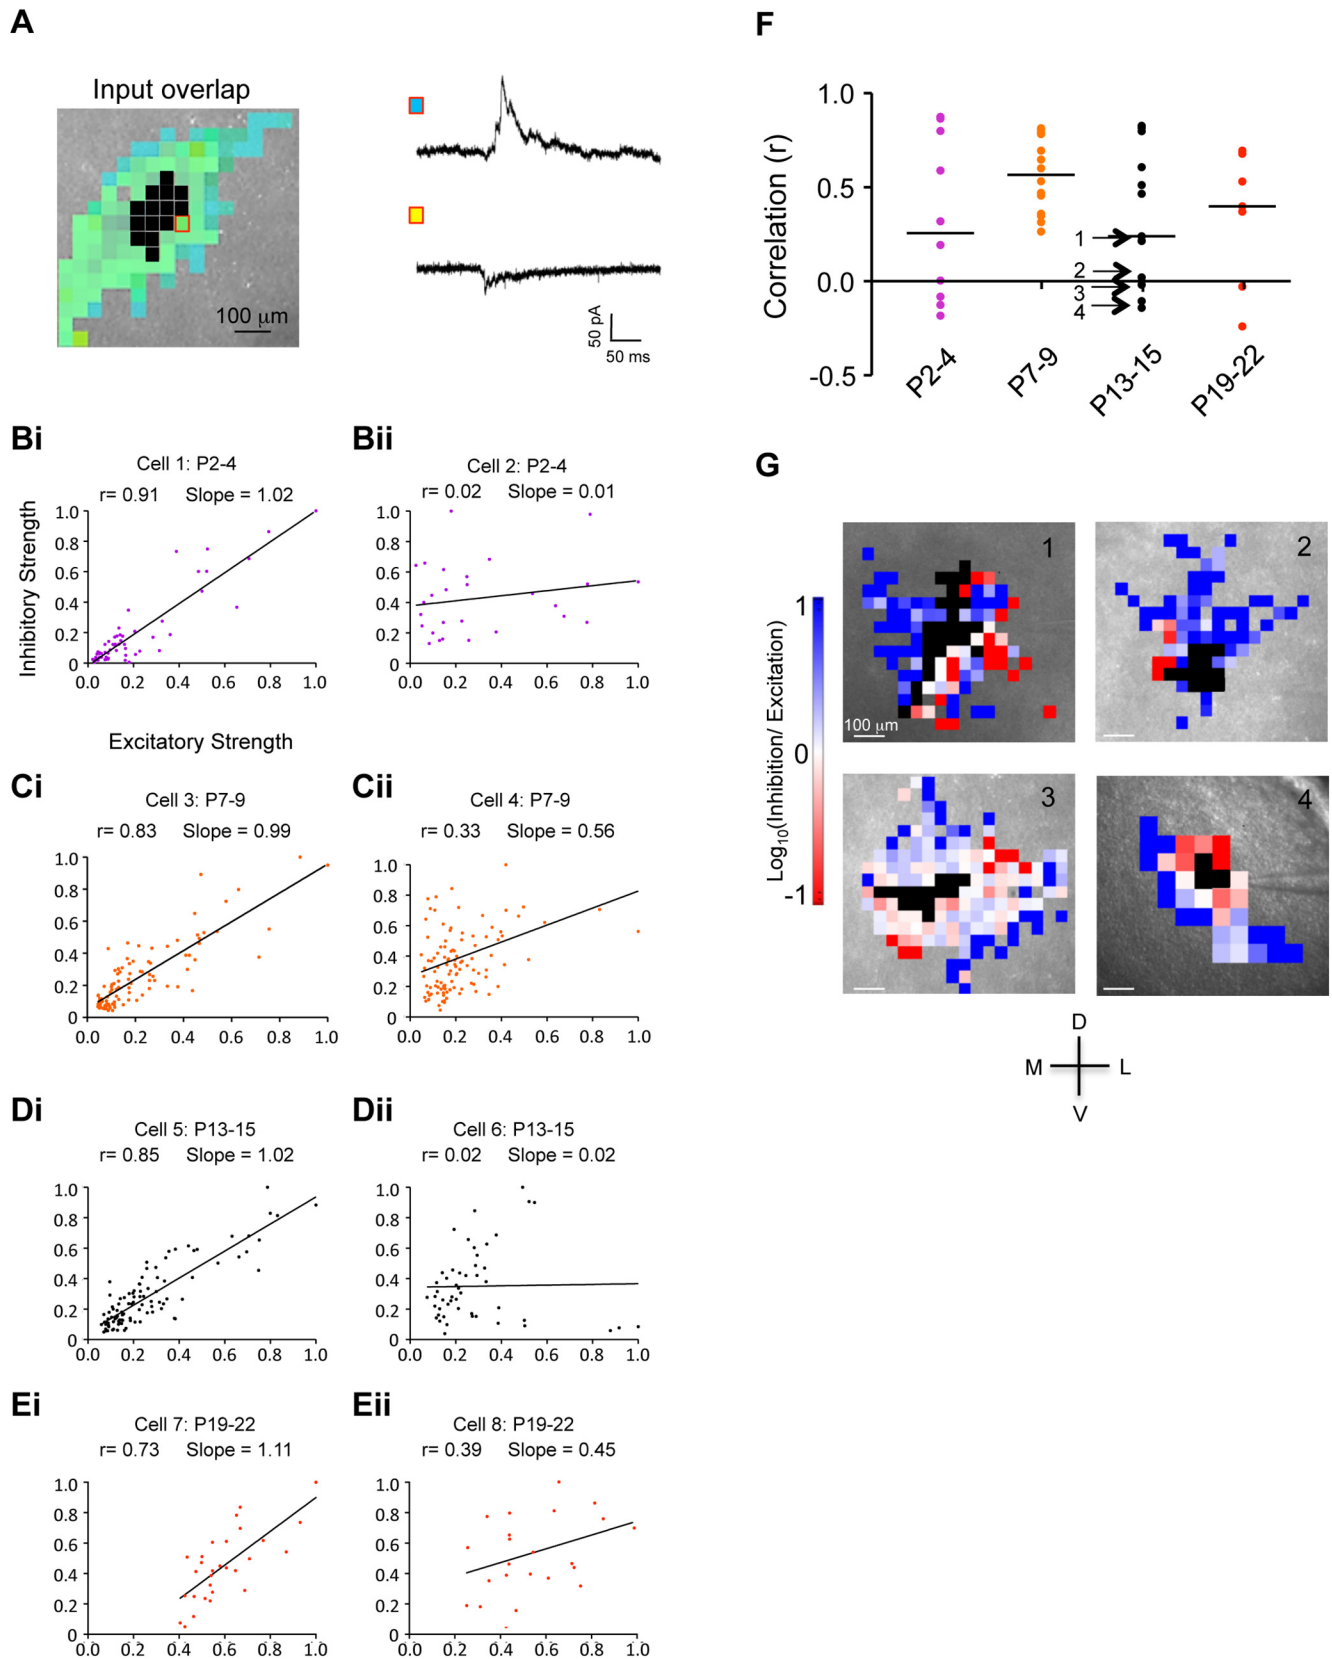 A
Input overlap
100 μm
50 pA
50 ms
F
Correlation (r)
1.0
0.5
0.0
-0.5
1
2
3
4
P2-4
P7-9
P13-15
P19-22
Bi
Cell 1: P2-4
r= 0.91 Slope = 1.02
Inhibitory Strength
1.0
0.8
0.6
0.4
0.2
0
0.0 0.2 0.4 0.6 0.8 1.0
Excitatory Strength
Bii
Cell 2: P2-4
r= 0.02 Slope = 0.01
1.0
0.8
0.6
0.4
0.2
0
0.0 0.2 0.4 0.6 0.8 1.0
Ci
Cell 3: P7-9
r= 0.83 Slope = 0.99
1.0
0.8
0.6
0.4
0.2
0
0.0 0.2 0.4 0.6 0.8 1.0
Cii
Cell 4: P7-9
r= 0.33 Slope = 0.56
1.0
0.8
0.6
0.4
0.2
0
0.0 0.2 0.4 0.6 0.8 1.0
Di
Cell 5: P13-15
r= 0.85 Slope = 1.02
1.0
0.8
0.6
0.4
0.2
0
0.0 0.2 0.4 0.6 0.8 1.0
Dii
Cell 6: P13-15
r= 0.02 Slope = 0.02
1.0
0.8
0.6
0.4
0.2
0
0.0 0.2 0.4 0.6 0.8 1.0
Ei
Cell 7: P19-22
r= 0.73 Slope = 1.11
1.0
0.8
0.6
0.4
0.2
0
0.0 0.2 0.4 0.6 0.8 1.0
Eii
Cell 8: P19-22
r= 0.39 Slope = 0.45
1.0
0.8
0.6
0.4
0.2
0
0.0 0.2 0.4 0.6 0.8 1.0
G
Log10(Inhibition/ Excitation)
1
0
-1
1
100 μm
2
3
4
D
M L
V